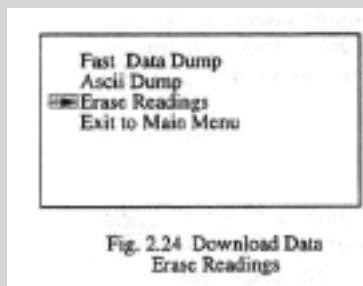 Fast Data Dump
Ascii Dump
Erase Readings
Exit to Main Menu
Fig. 2.24 Download Data
Erase Readings